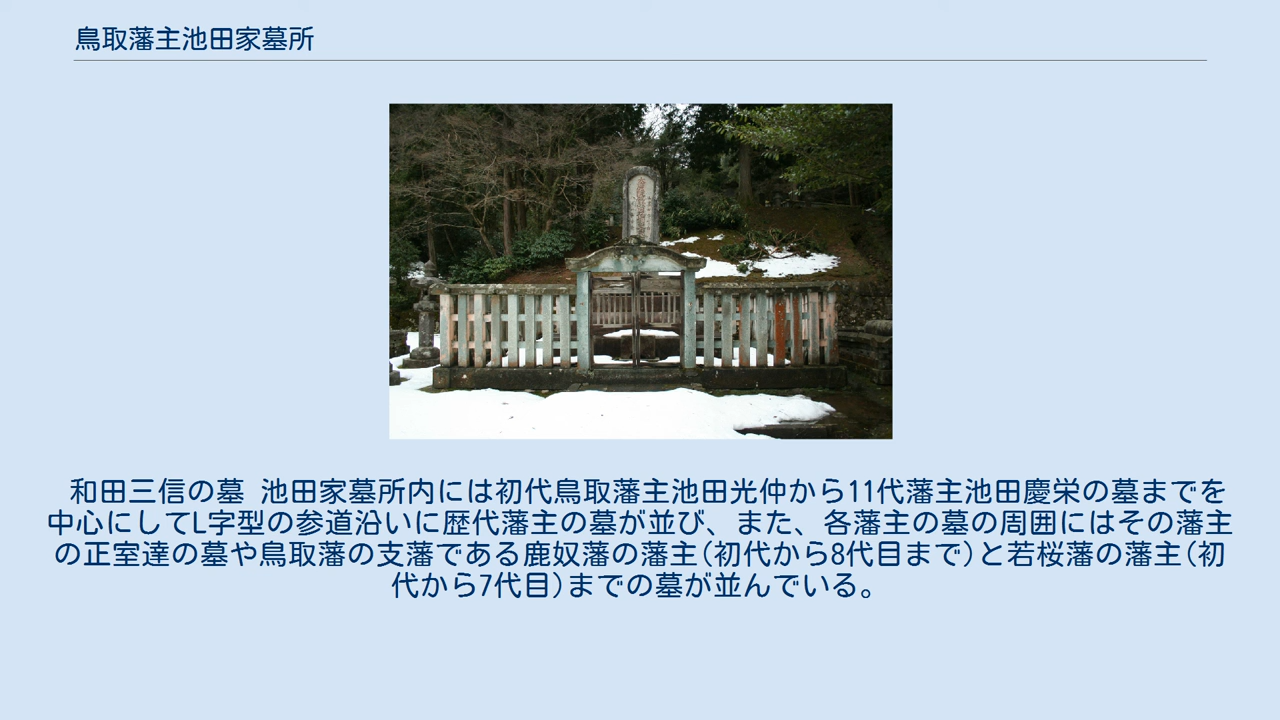 鳥取藩主池田家墓所
和田三信の墓 池田家墓所内には初代鳥取藩主池田光仲から11代藩主池田慶栄の墓までを
中心にしてL字型の参道沿いに歴代藩主の墓が並び、また、各藩主の墓の周囲にはその藩主
の正室達の墓や鳥取藩の支藩である鹿奴藩の藩主(初代から8代目まで)と若桜藩の藩主(初
代から7代目)までの墓が並んでいる。